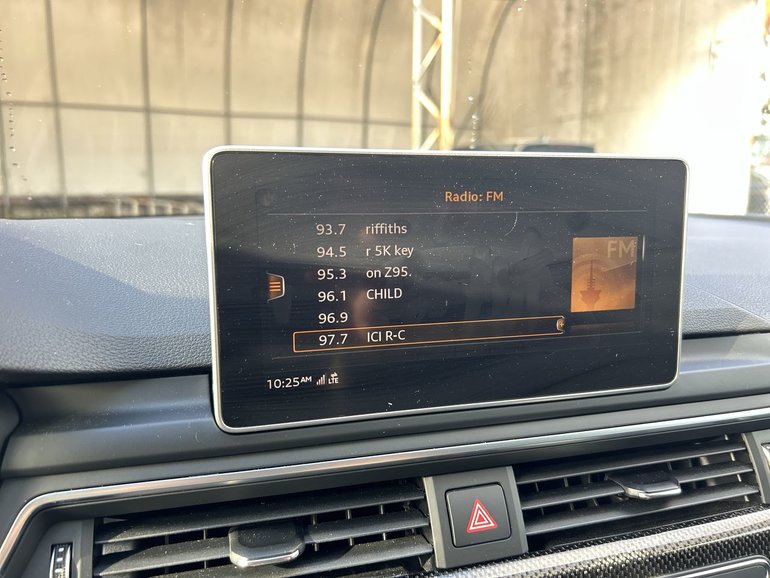 Radio: FM
93.7 riffiths
94.5 r 5K key
95.3 on Z95.
96.1 CHILD
96.9
97.7 ICI R-C
FM
10:25AM LTE